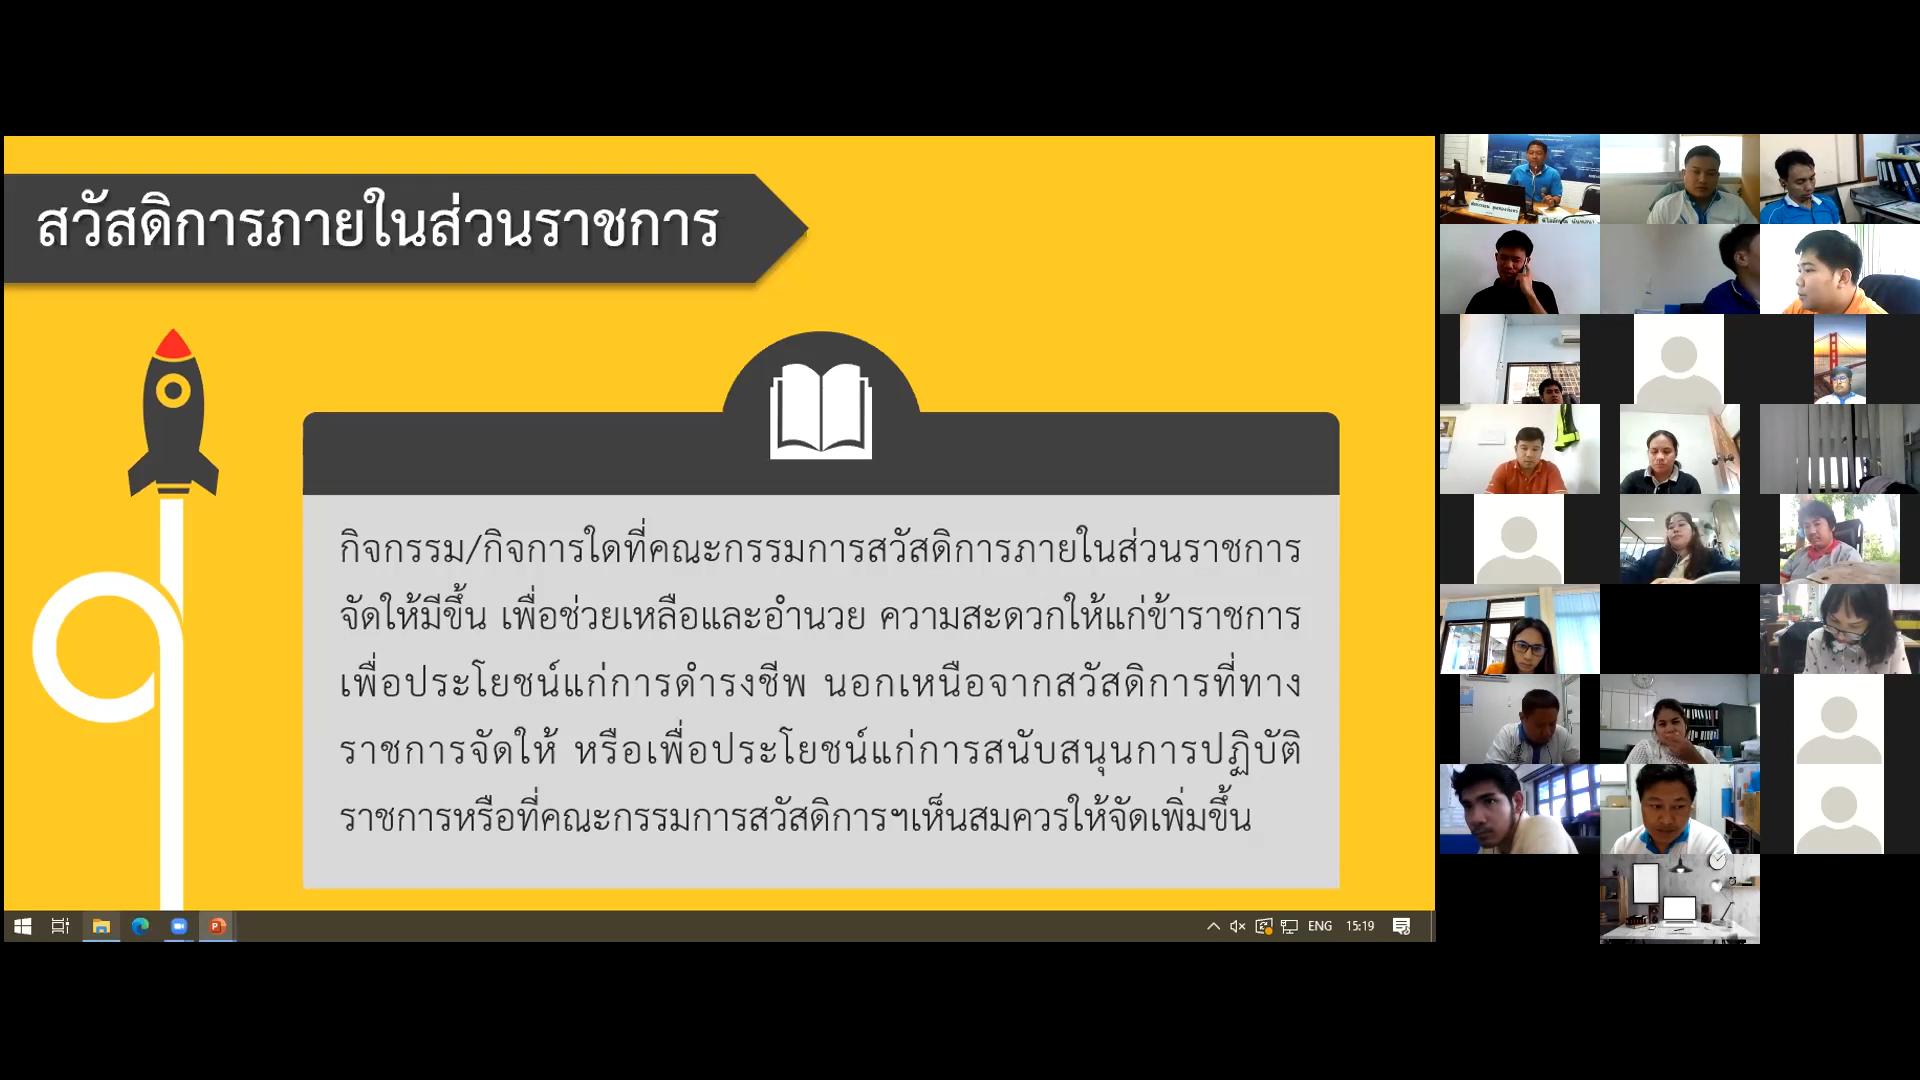 สวัสดิการภายในส่วนราชการ
กิจกรรม/กิจการใดที่คณะกรรมการสวัสดิการภายในส่วนราชการ
จัดให้มีขึ้น เพื่อช่วยเหลือและอำนวย ความสะดวกให้แก่ข้าราชการ
เพื่อประโยชน์แก่การดำรงชีพ นอกเหนือจากสวัสดิการที่ทาง
ราชการจัดให้ หรือเพื่อประโยชน์แก่การสนับสนุนการปฏิบัติ
ราชการหรือที่คณะกรรมการสวัสดิการฯเห็นสมควรให้จัดเพิ่มขึ้น
ENG 15:19